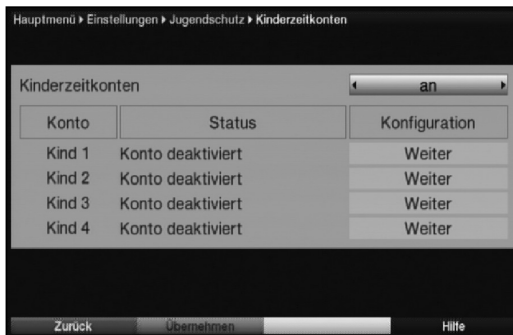 Hauptmenü ▸ Einstellungen ▸ Jugendschutz ▸ Kinderzeitkonten
Kinderzeitkonten an
Konto Status Konfiguration
Kind 1 Konto deaktiviert Weiter
Kind 2 Konto deaktiviert Weiter
Kind 3 Konto deaktiviert Weiter
Kind 4 Konto deaktiviert Weiter
Zurück Übernehmen Hilfe